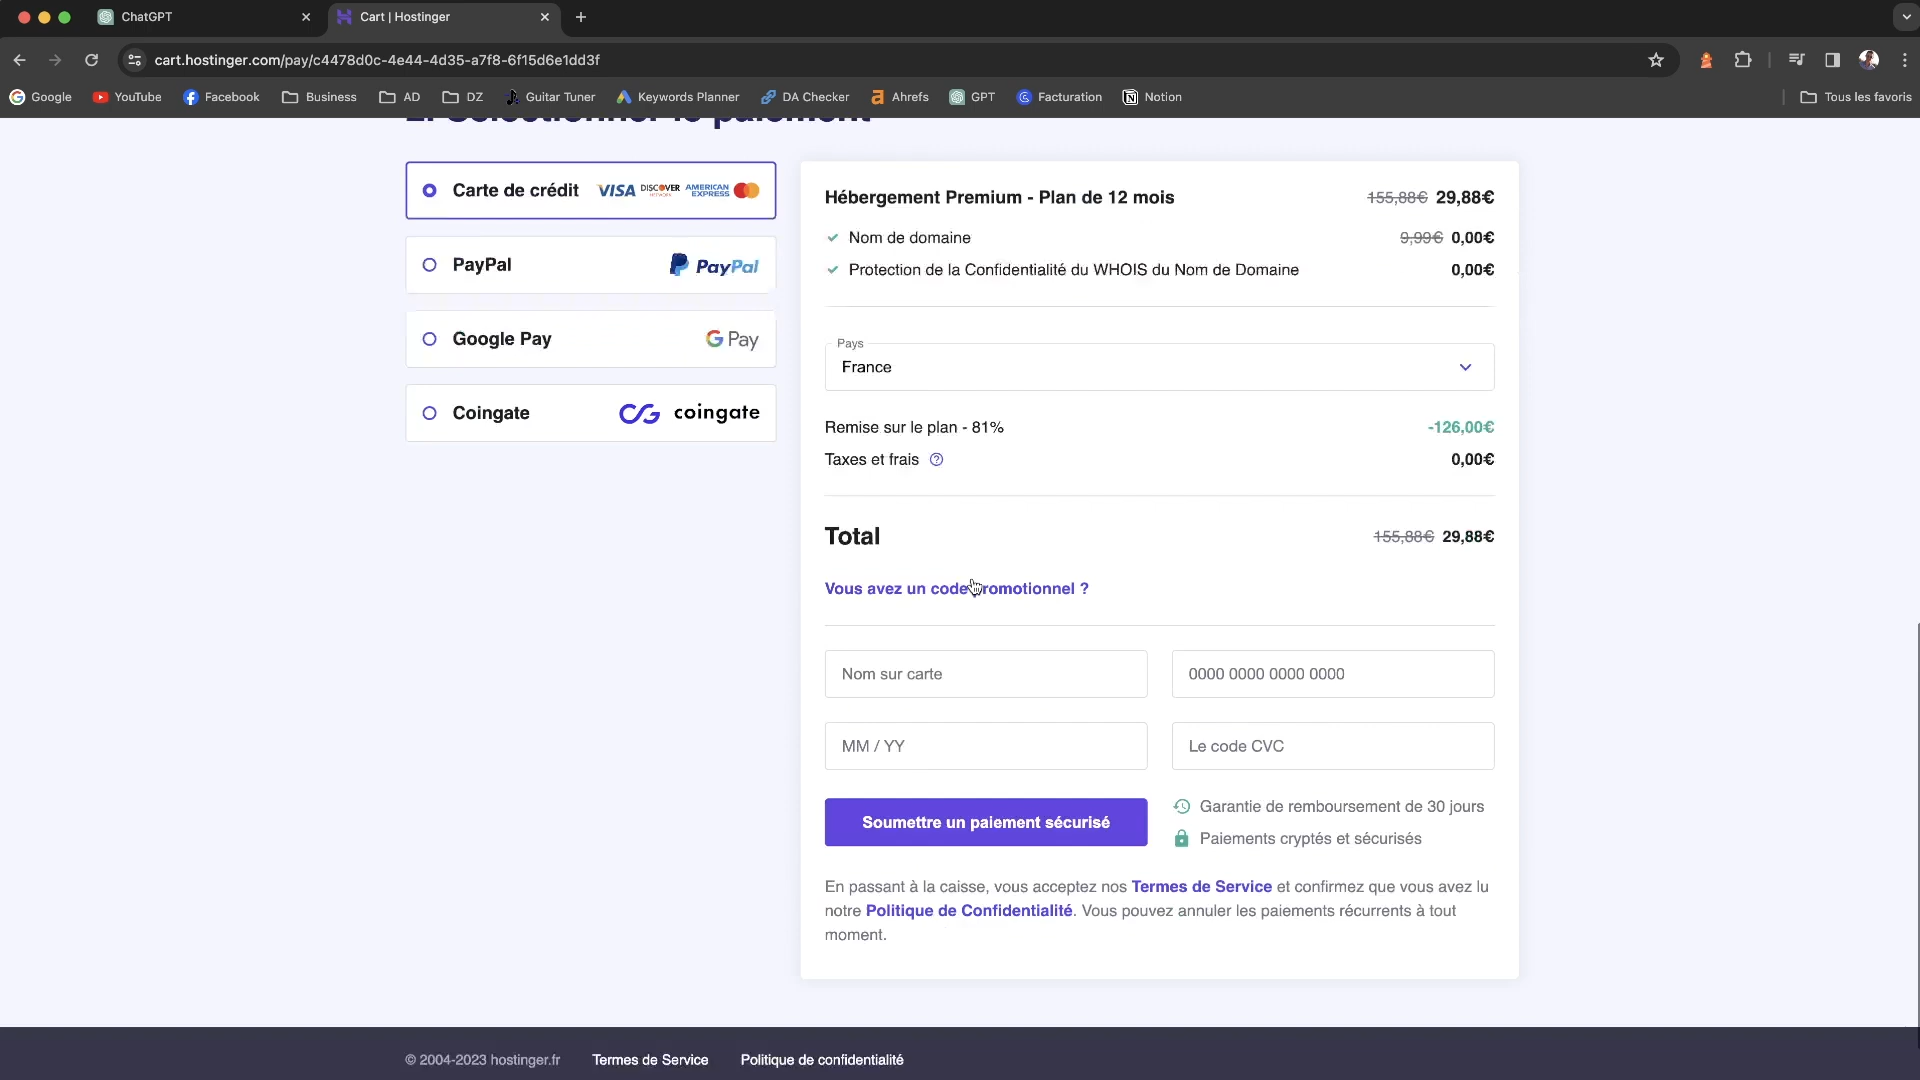 ChatGPT
Cart | Hostinger
cart.hostinger.com/pay/c4478d0c-4e44-4d35-a7f8-6f15d6e1dd3f
Google YouTube Facebook Business AD DZ Guitar Tuner Keywords Planner DA Checker Ahrefs GPT Facturation Notion Tous les favoris
2. Sélectionner le paiement
Carte de crédit VISA DISCOVER NETWORK AMERICAN EXPRESS
PayPal PayPal
Google Pay G Pay
Coingate coingate
Hébergement Premium - Plan de 12 mois 155,88€ 29,88€
Nom de domaine 9,99€ 0,00€
Protection de la Confidentialité du WHOIS du Nom de Domaine 0,00€
Pays
France
Remise sur le plan - 81% -126,00€
Taxes et frais 0,00€
Total 155,88€ 29,88€
Vous avez un code promotionnel ?
Nom sur carte 0000 0000 0000 0000
MM / YY Le code CVC
Soumettre un paiement sécurisé
Garantie de remboursement de 30 jours
Paiements cryptés et sécurisés
En passant à la caisse, vous acceptez nos Termes de Service et confirmez que vous avez lu
notre Politique de Confidentialité. Vous pouvez annuler les paiements récurrents à tout
moment.
© 2004-2023 hostinger.fr Termes de Service Politique de confidentialité